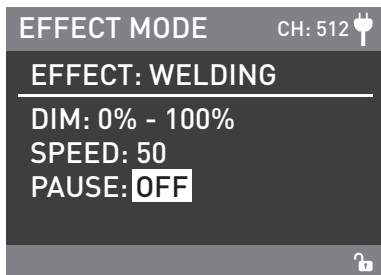 EFFECT MODE CH: 512
EFFECT: WELDING
DIM: 0% - 100%
SPEED: 50
PAUSE: OFF